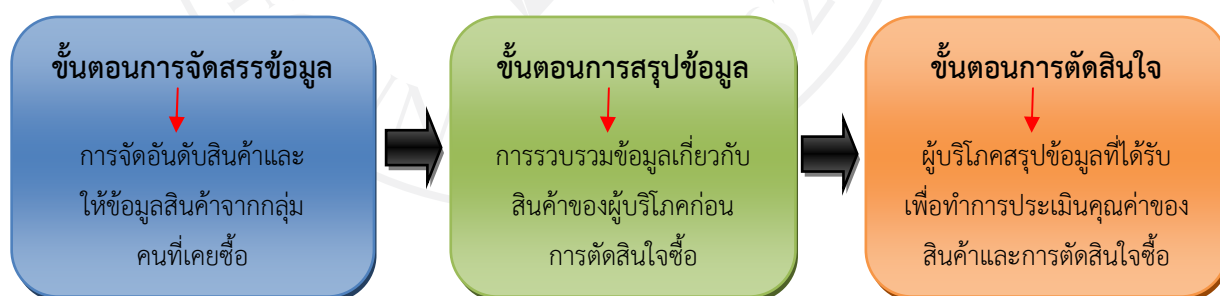 ขั้นตอนการจัดสรรข้อมูล
การจัดอันดับสินค้าและ
ให้ข้อมูลสินค้าจากกลุ่ม
คนที่เคยซื้อ
ขั้นตอนการสรุปข้อมูล
การรวบรวมข้อมูลเกี่ยวกับ
สินค้าของผู้บริโภคก่อน
การตัดสินใจซื้อ
ขั้นตอนการตัดสินใจ
ผู้บริโภคสรุปข้อมูลที่ได้รับ
เพื่อทำการประเมินคุณค่าของ
สินค้าและการตัดสินใจซื้อ